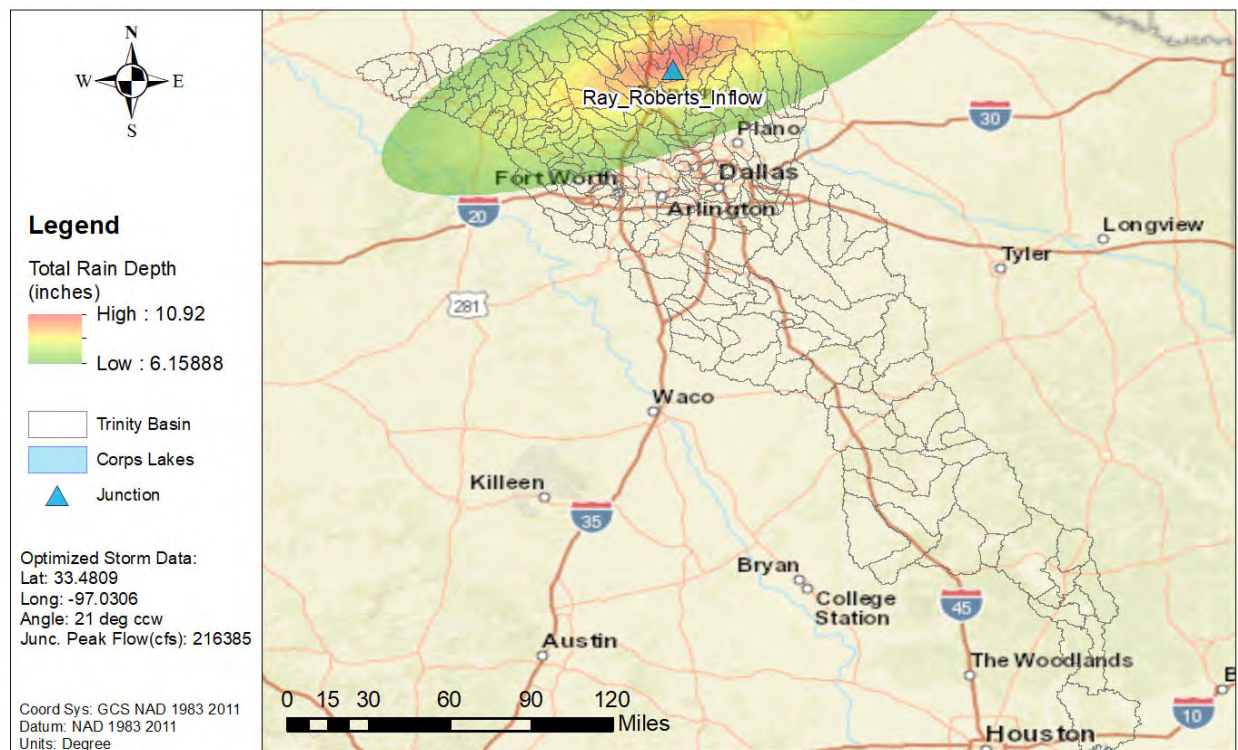 N
W E
S
Legend
Total Rain Depth
(inches)
High : 10.92
Low : 6.15888
Trinity Basin
Corps Lakes
Junction
Optimized Storm Data:
Lat: 33.4809
Long: -97.0306
Angle: 21 deg ccw
Junc. Peak Flow(cfs): 216385
Coord Sys: GCS NAD 1983 2011
Datum: NAD 1983 2011
Units: Degree
Ray_Roberts_Inflow
30
Plano
Dallas
Fort Worth
Arlington
20
Longview
Tyler
281
Waco
Killeen
35
Bryan
College
Station
45
Austin
The Woodlands
10
Houston
0 15 30 60 90 120
Miles